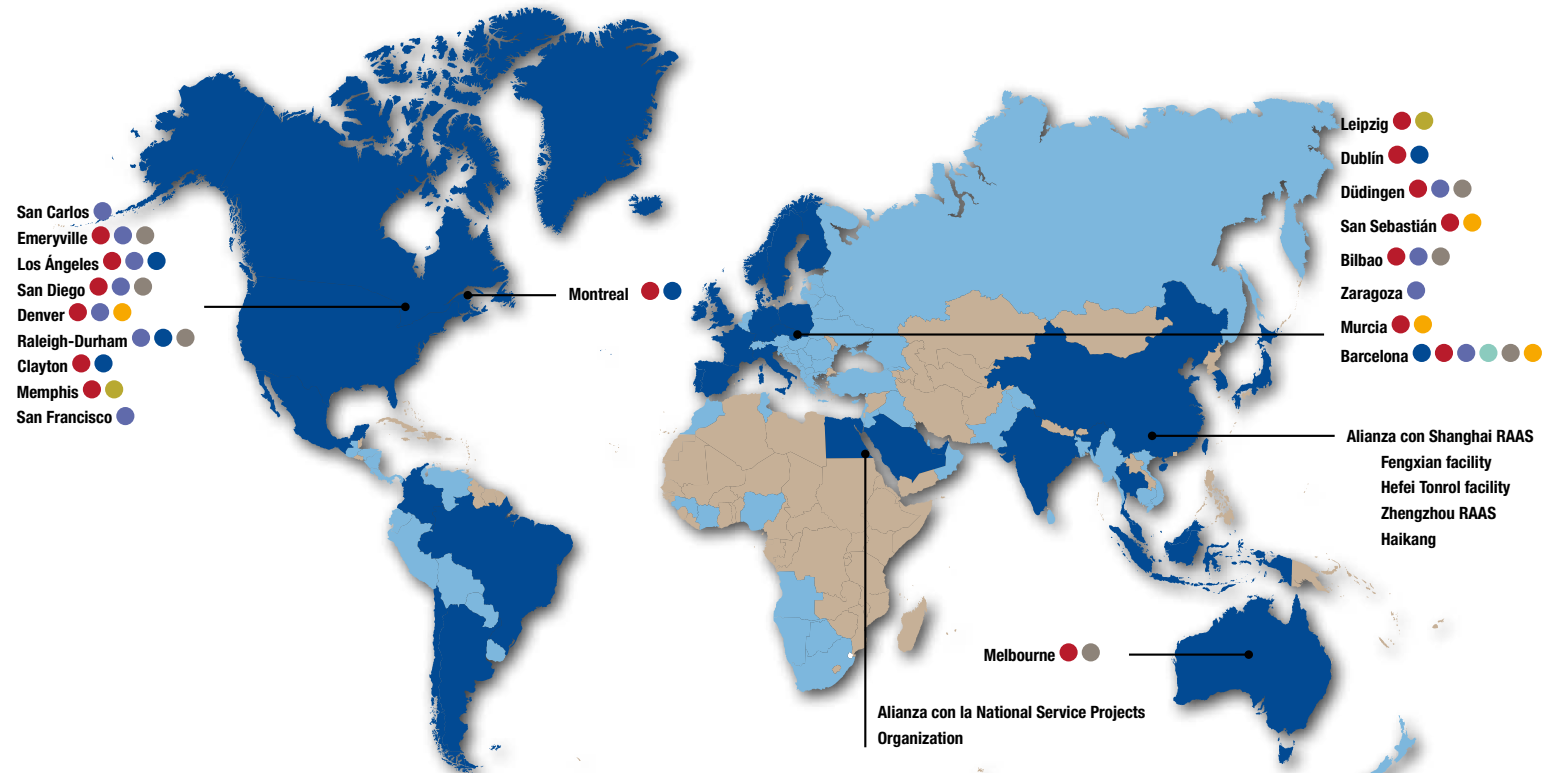 San Carlos
Emeryville
Los Ángeles
San Diego
Denver
Raleigh-Durham
Clayton
Memphis
San Francisco
Montreal
Leipzig
Dublín
Düdingen
San Sebastián
Bilbao
Zaragoza
Murcia
Barcelona
Alianza con Shanghai RAAS
Fengxian facility
Hefei Tonrol facility
Zhengzhou RAAS
Haikang
Melbourne
Alianza con la National Service Projects
Organization